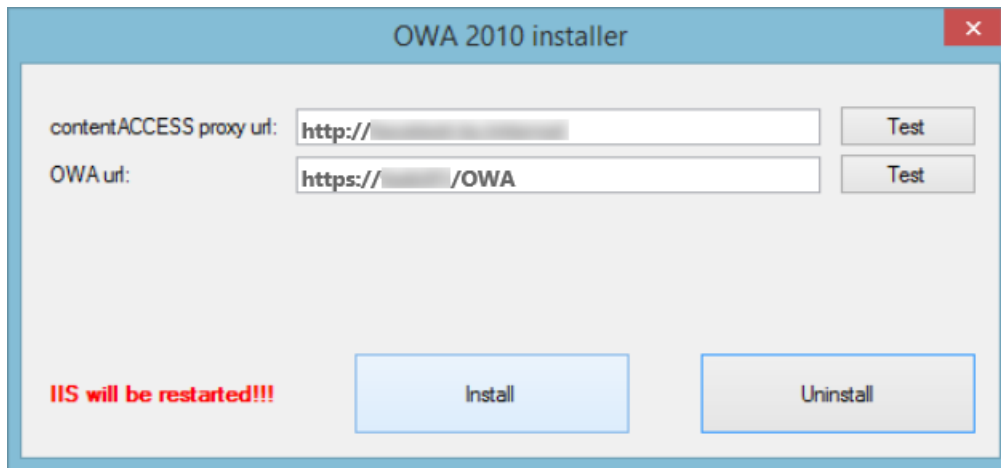 OWA 2010 installer
contentACCESS proxy url: http:// Test
OWA url: https:// /OWA Test
IIS will be restarted!!! Install Uninstall